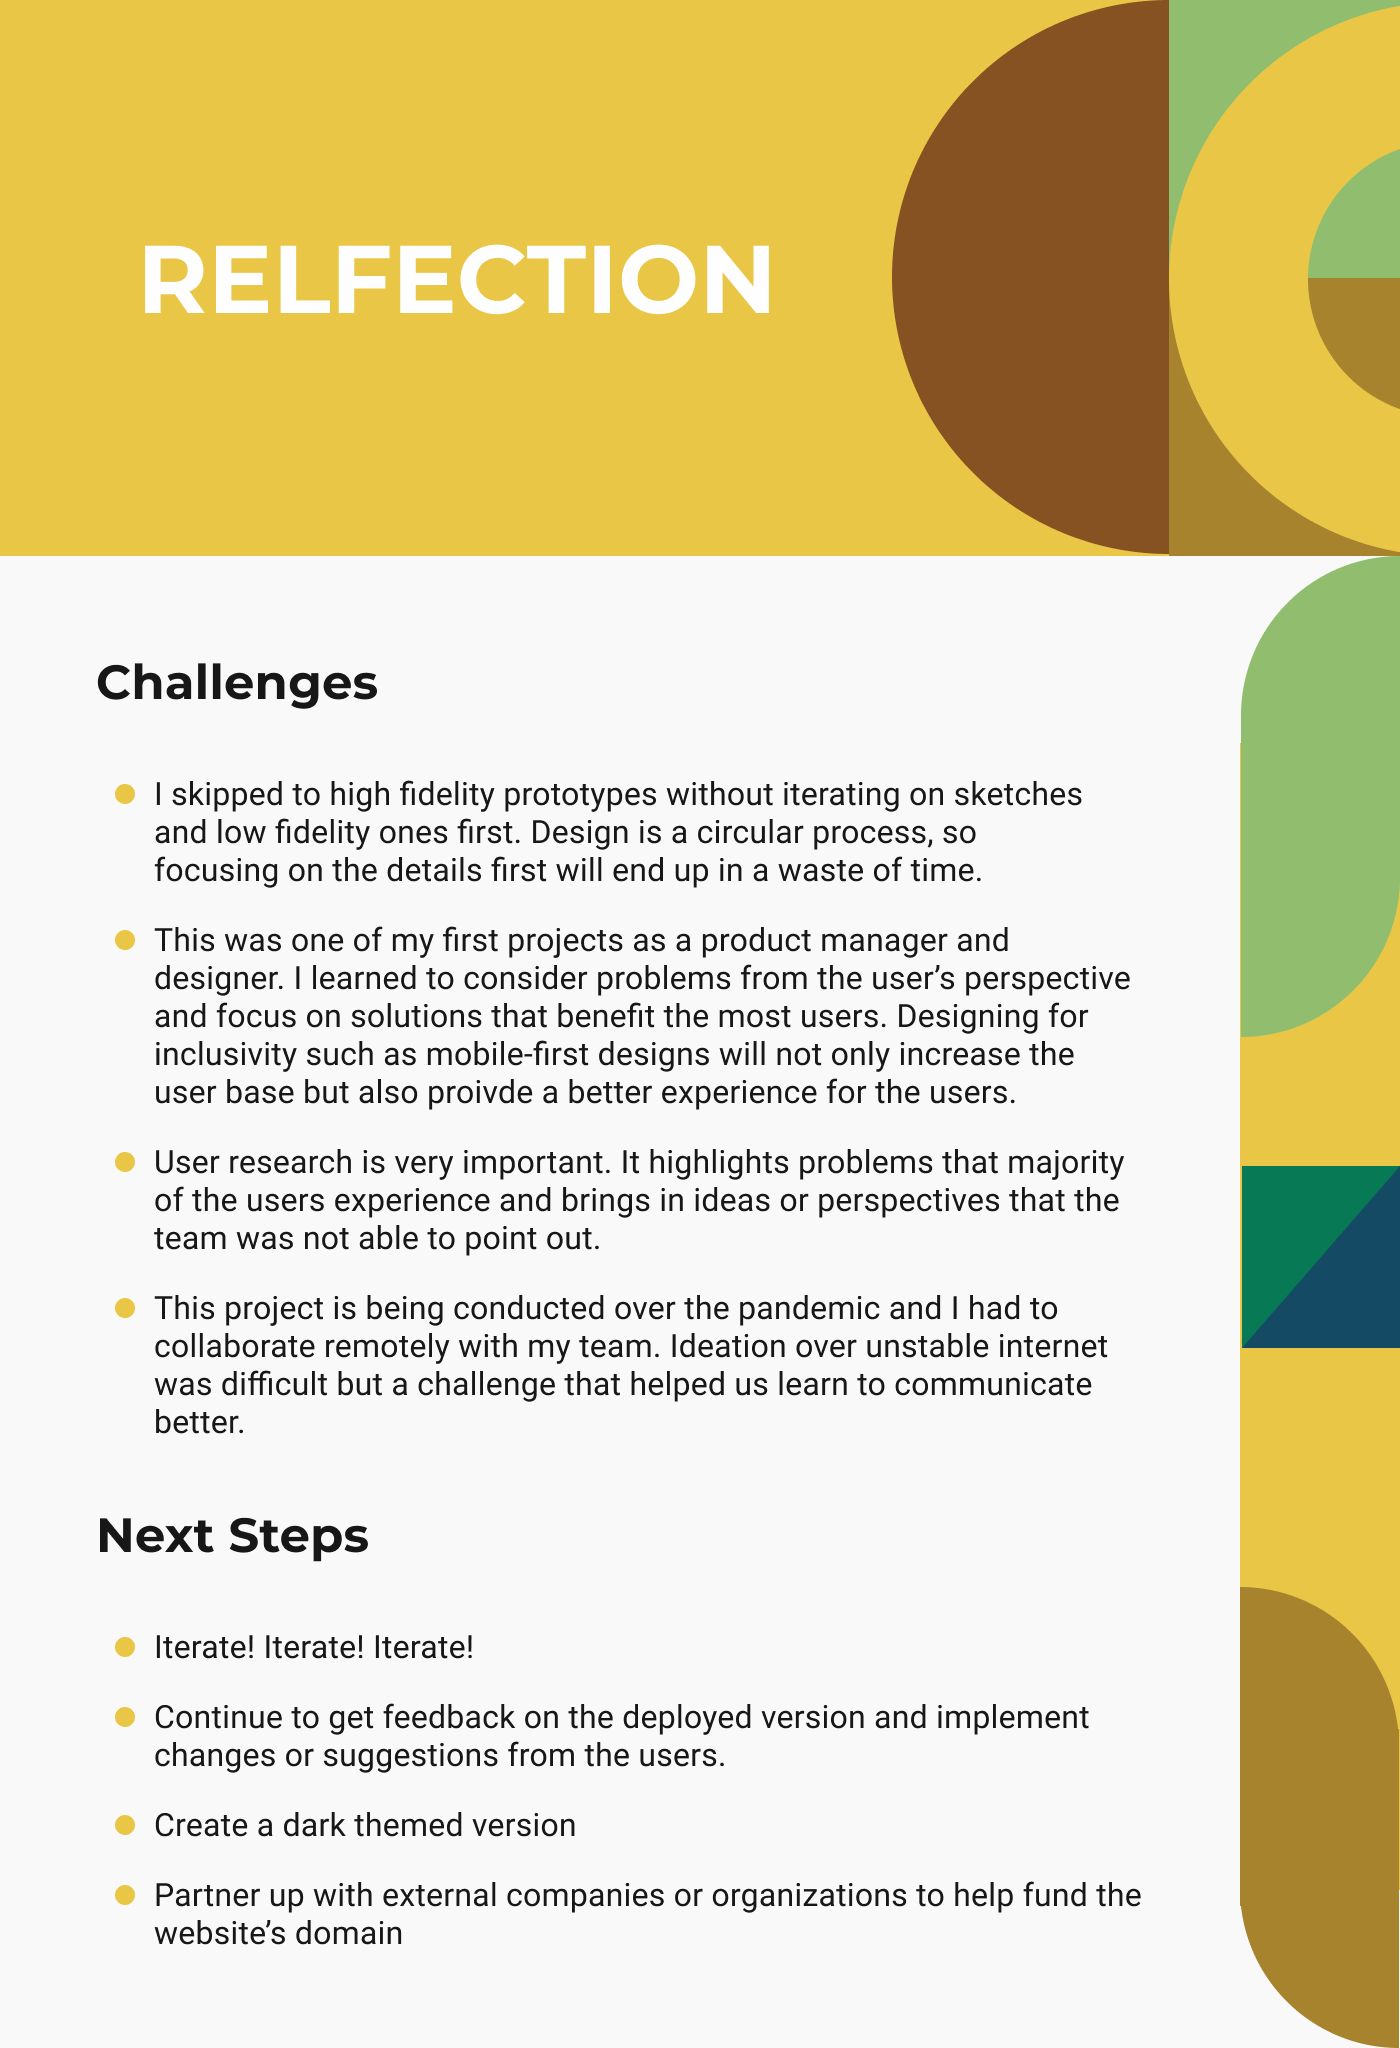 RELFECTION
Challenges
I skipped to high fidelity prototypes without iterating on sketches
and low fidelity ones first. Design is a circular process, so
focusing on the details first will end up in a waste of time.
This was one of my first projects as a product manager and
designer. I learned to consider problems from the user’s perspective
and focus on solutions that benefit the most users. Designing for
inclusivity such as mobile-first designs will not only increase the
user base but also proivde a better experience for the users.
User research is very important. It highlights problems that majority
of the users experience and brings in ideas or perspectives that the
team was not able to point out.
This project is being conducted over the pandemic and I had to
collaborate remotely with my team. Ideation over unstable internet
was difficult but a challenge that helped us learn to communicate
better.
Next Steps
Iterate! Iterate! Iterate!
Continue to get feedback on the deployed version and implement
changes or suggestions from the users.
Create a dark themed version
Partner up with external companies or organizations to help fund the
website’s domain